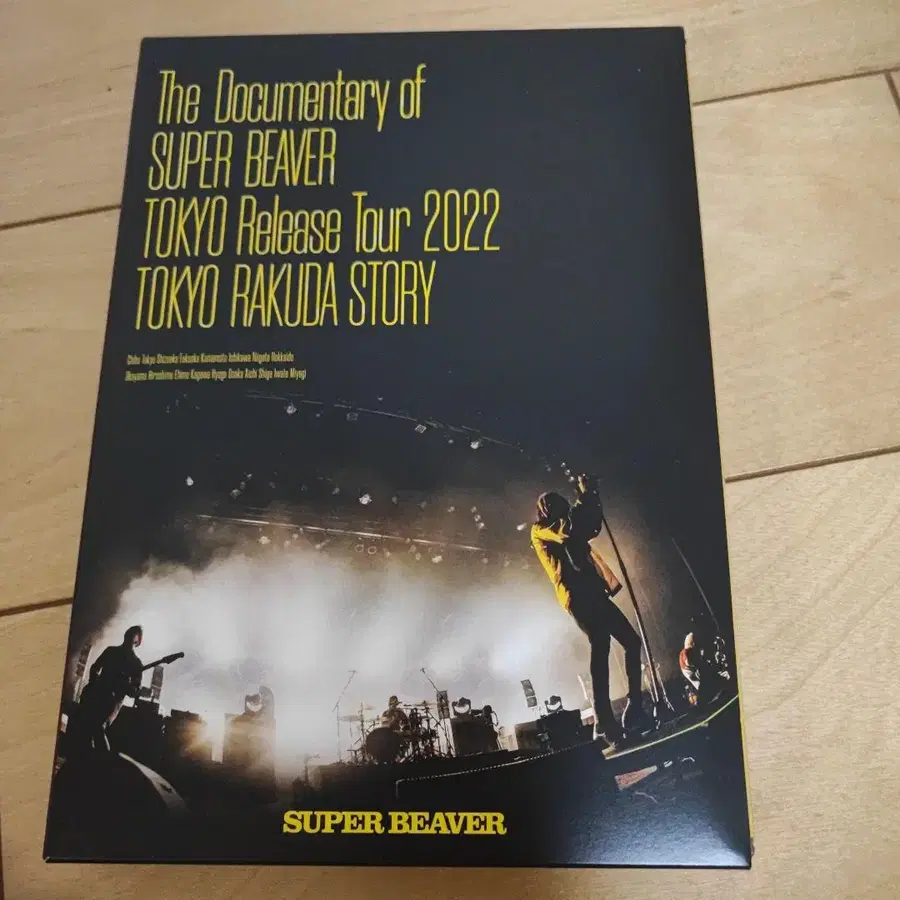 The Documentary of
SUPER BEAVER
TOKYO Release Tour 2022
TOKYO RAKUDA STORY
Chiba Tokyo Shizuoka Fukuoka Kumamoto Ishikawa Niigata Hokkaido
Okayama Hiroshima Ehime Kagawa Hyogo Osaka Aichi Shiga Iwate Miyagi
SUPER BEAVER